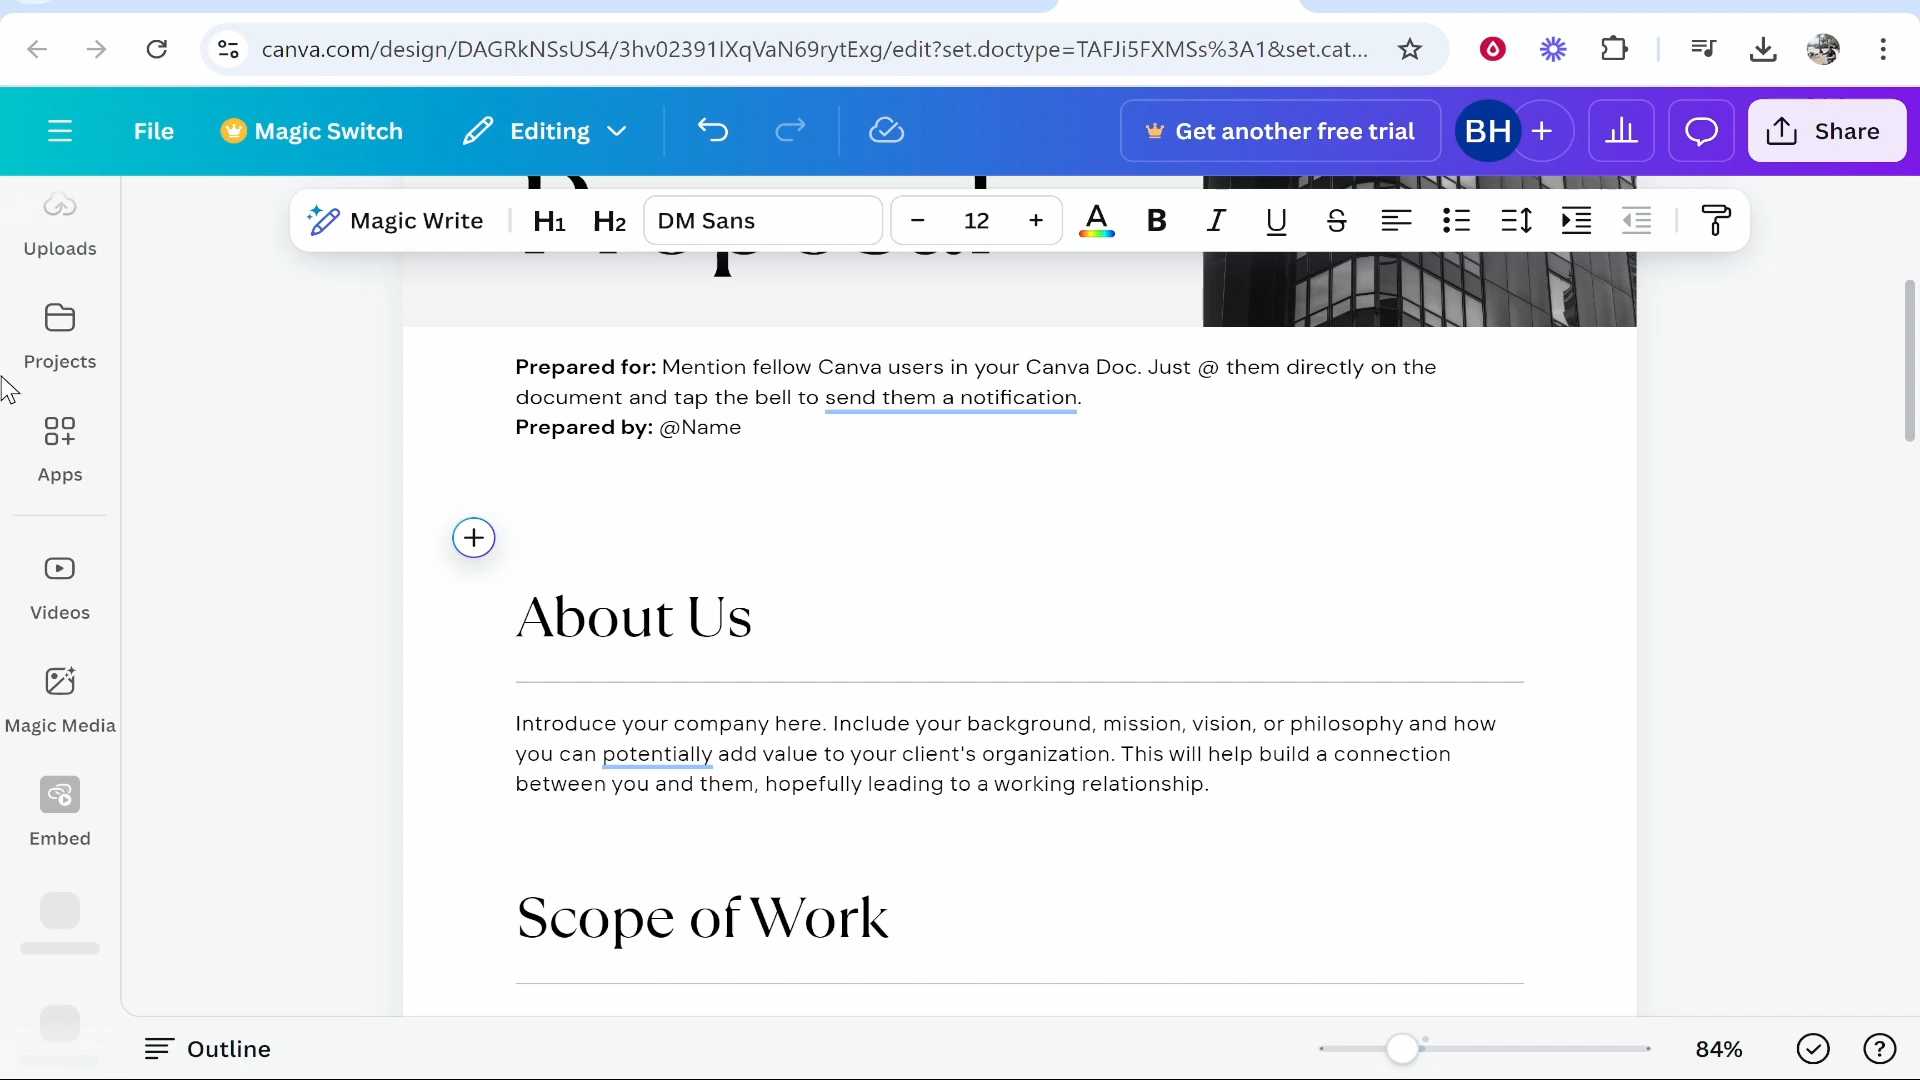 canva.com/design/DAGRkNSsUS4/3hv02391IXqVaN69rytExg/edit?set.doctype=TAFJi5FXMSs%3A1&set.cat...
File Magic Switch Editing Get another free trial BH + Share
Magic Write H1 H2 DM Sans − 12 + A B I U S
Proposal
Uploads
Projects
Apps
Videos
Magic Media
Embed
Prepared for: Mention fellow Canva users in your Canva Doc. Just @ them directly on the
document and tap the bell to send them a notification.
Prepared by: @Name
About Us
Introduce your company here. Include your background, mission, vision, or philosophy and how
you can potentially add value to your client's organization. This will help build a connection
between you and them, hopefully leading to a working relationship.
Scope of Work
Outline 84% ?